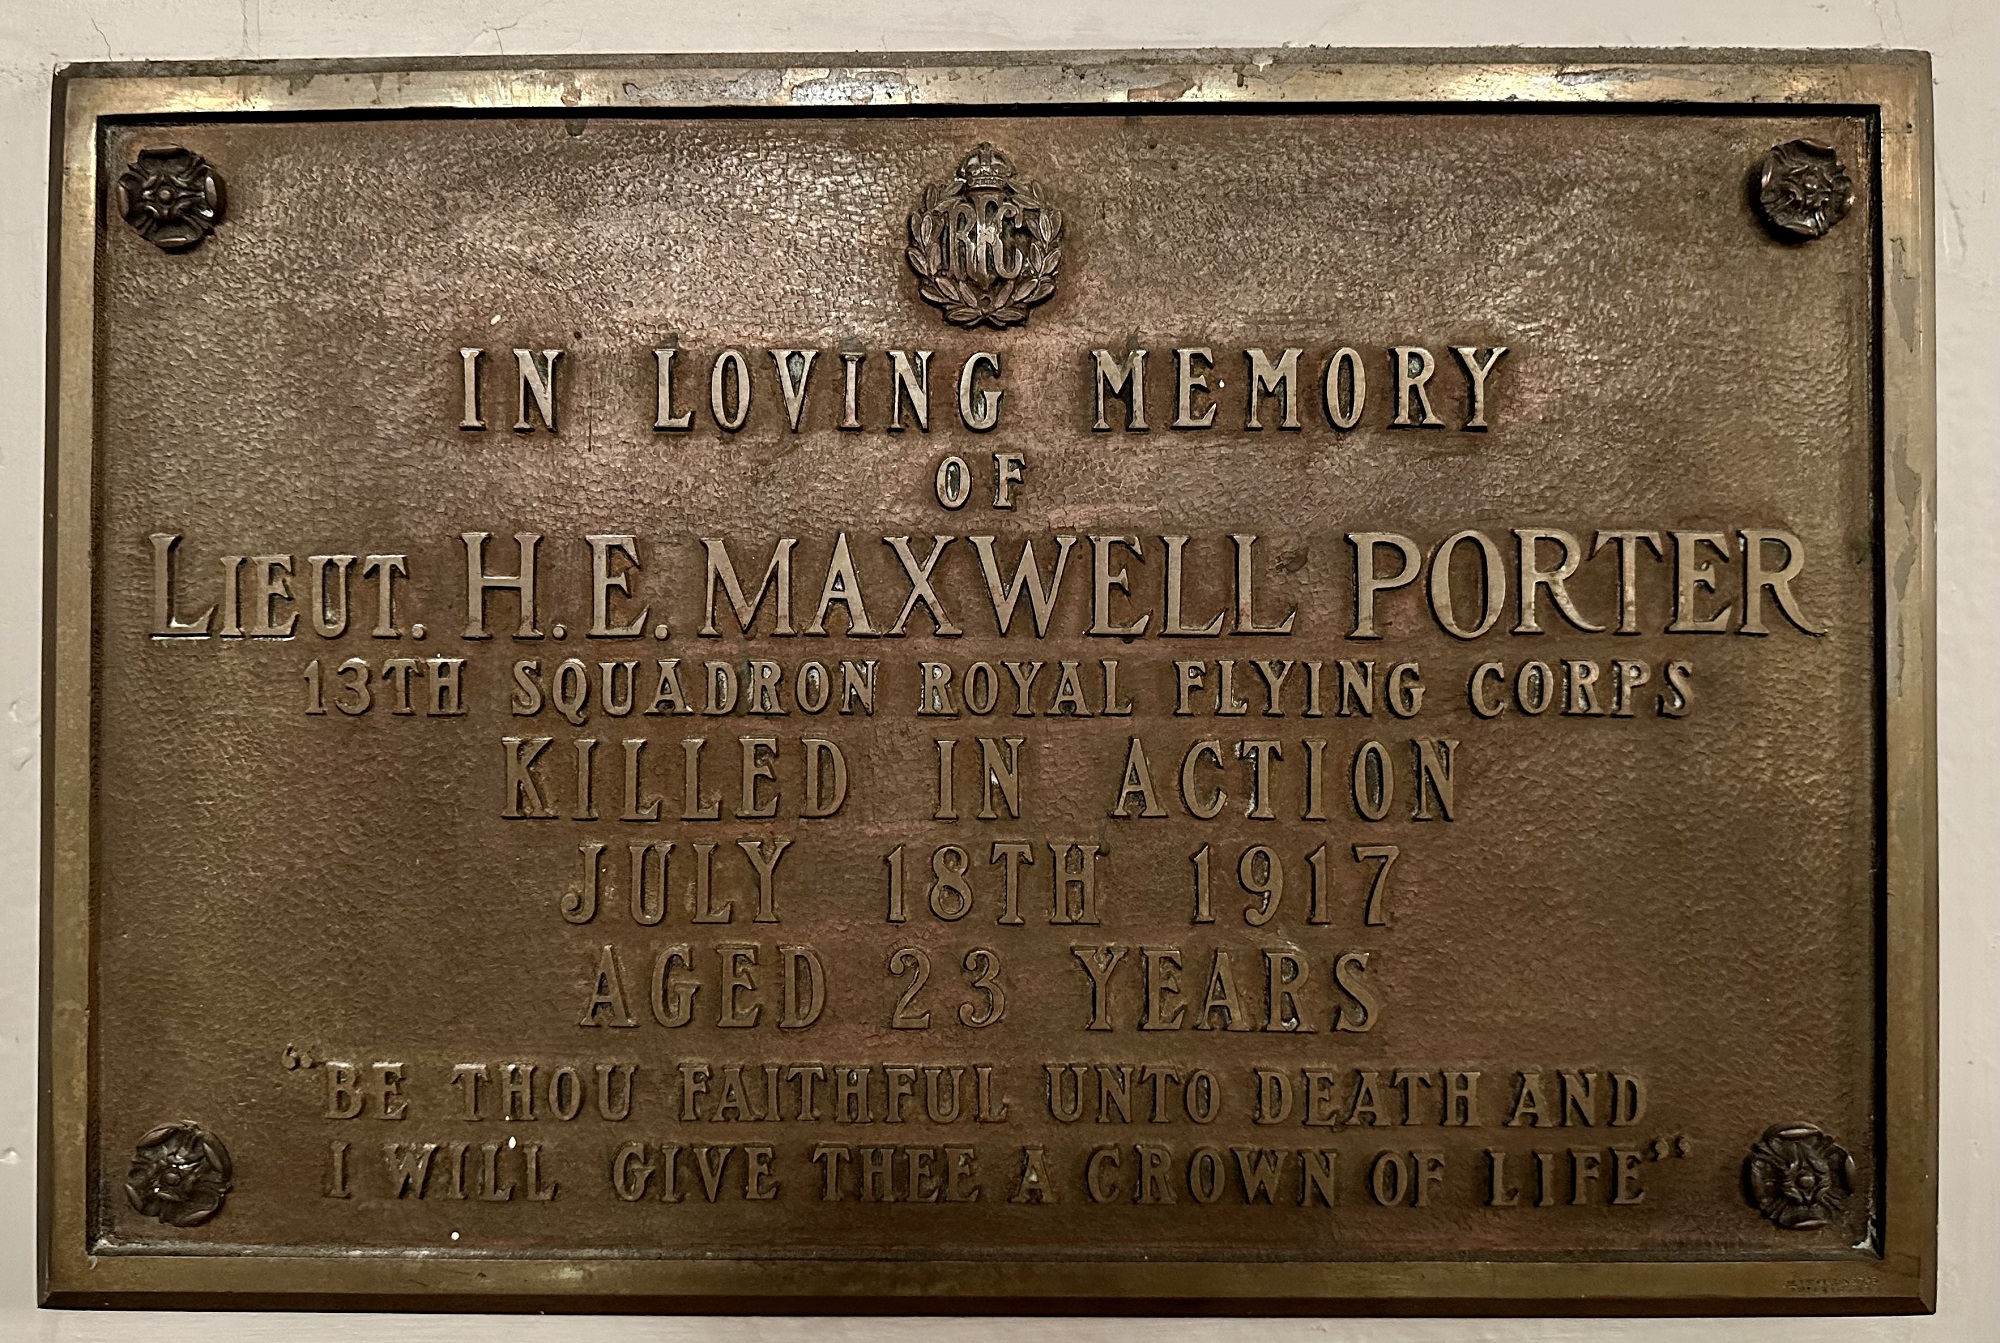 RFC
IN LOVING MEMORY
OF
LIEUT. H.E. MAXWELL PORTER
13TH SQUADRON ROYAL FLYING CORPS
KILLED IN ACTION
JULY 18TH 1917
AGED 23 YEARS
"BE THOU FAITHFUL UNTO DEATH AND
I WILL GIVE THEE A CROWN OF LIFE"